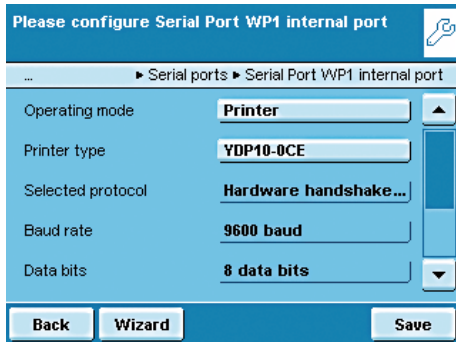 Please configure Serial Port WP1 internal port
... ▶ Serial ports ▶ Serial Port WP1 internal port
Operating mode Printer
Printer type YDP10-0CE
Selected protocol Hardware handshake...
Baud rate 9600 baud
Data bits 8 data bits
Back Wizard Save